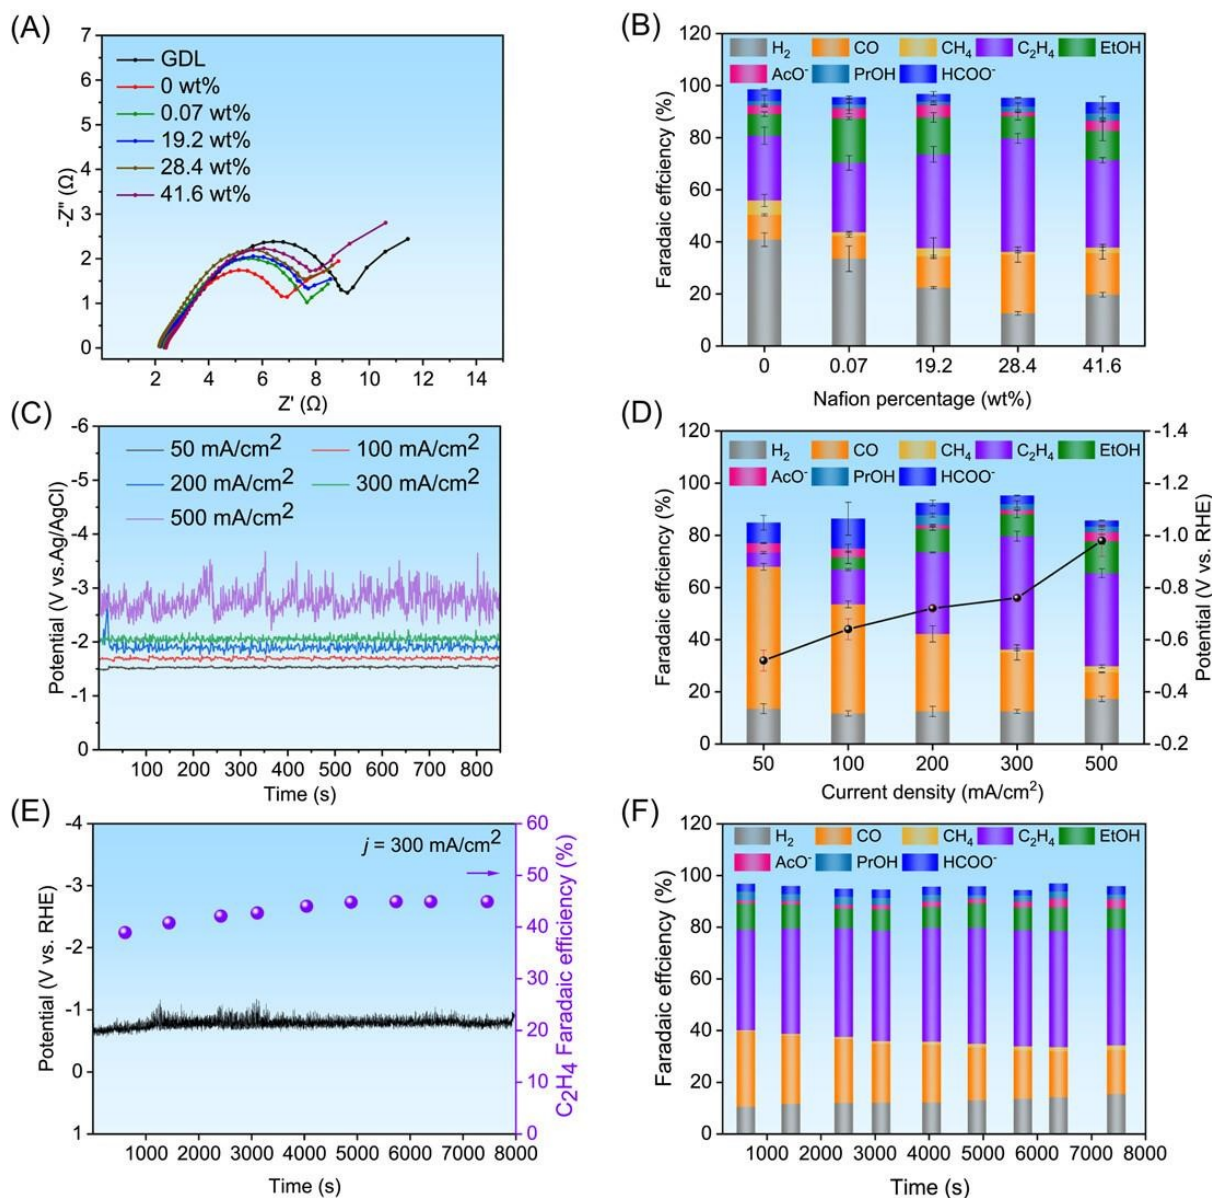 (A)
7
6
5
4
3
2
1
0
-Z'' (Ω)
GDL
0 wt%
0.07 wt%
19.2 wt%
28.4 wt%
41.6 wt%
2 4 6 8 10 12 14
Z' (Ω)
(B)
120
100
80
60
40
20
0
Faradaic effciency (%)
H2 CO CH4 C2H4 EtOH
AcO- PrOH HCOO-
0 0.07 19.2 28.4 41.6
Nafion percentage (wt%)
(C)
-6
-5
-4
-3
-2
-1
0
Potential (V vs.Ag/AgCl)
50 mA/cm2 100 mA/cm2
200 mA/cm2 300 mA/cm2
500 mA/cm2
100 200 300 400 500 600 700 800
Time (s)
(D)
120
100
80
60
40
20
0
Faradaic effciency (%)
H2 CO CH4 C2H4 EtOH
AcO- PrOH HCOO-
-1.4
-1.2
-1.0
-0.8
-0.6
-0.4
-0.2
Potential (V vs. RHE)
50 100 200 300 500
Current density (mA/cm2)
(E)
-4
-3
-2
-1
0
1
Potential (V vs. RHE)
j = 300 mA/cm2
60
50
40
30
20
10
0
C2H4 Faradaic efficiency (%)
1000 2000 3000 4000 5000 6000 7000 8000
Time (s)
(F)
120
100
80
60
40
20
0
Faradaic effciency (%)
H2 CO CH4 C2H4 EtOH
AcO- PrOH HCOO-
1000 2000 3000 4000 5000 6000 7000 8000
Time (s)